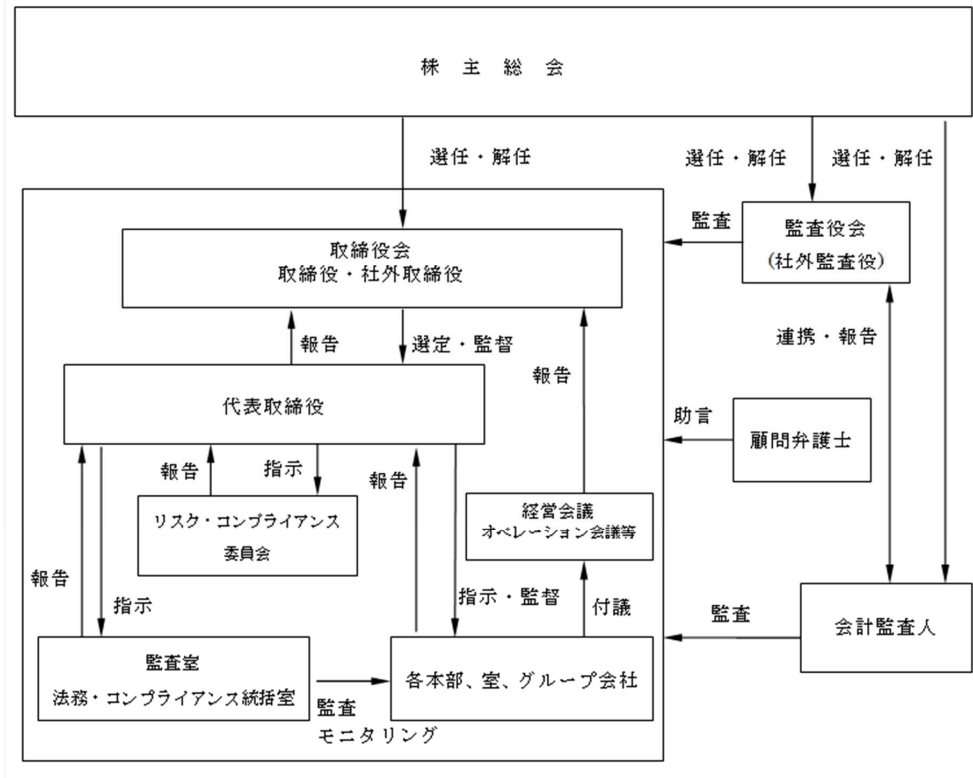 株主総会
選任・解任
選任・解任
選任・解任
監査
監査役会
(社外監査役)
取締役会
取締役・社外取締役
報告
選定・監督
報告
連携・報告
代表取締役
助言
顧問弁護士
報告
指示
報告
リスク・コンプライアンス
委員会
経営会議
オペレーション会議等
報告
指示
指示・監督
付議
監査
会計監査人
監査室
法務・コンプライアンス統括室
監査
モニタリング
各本部、室、グループ会社